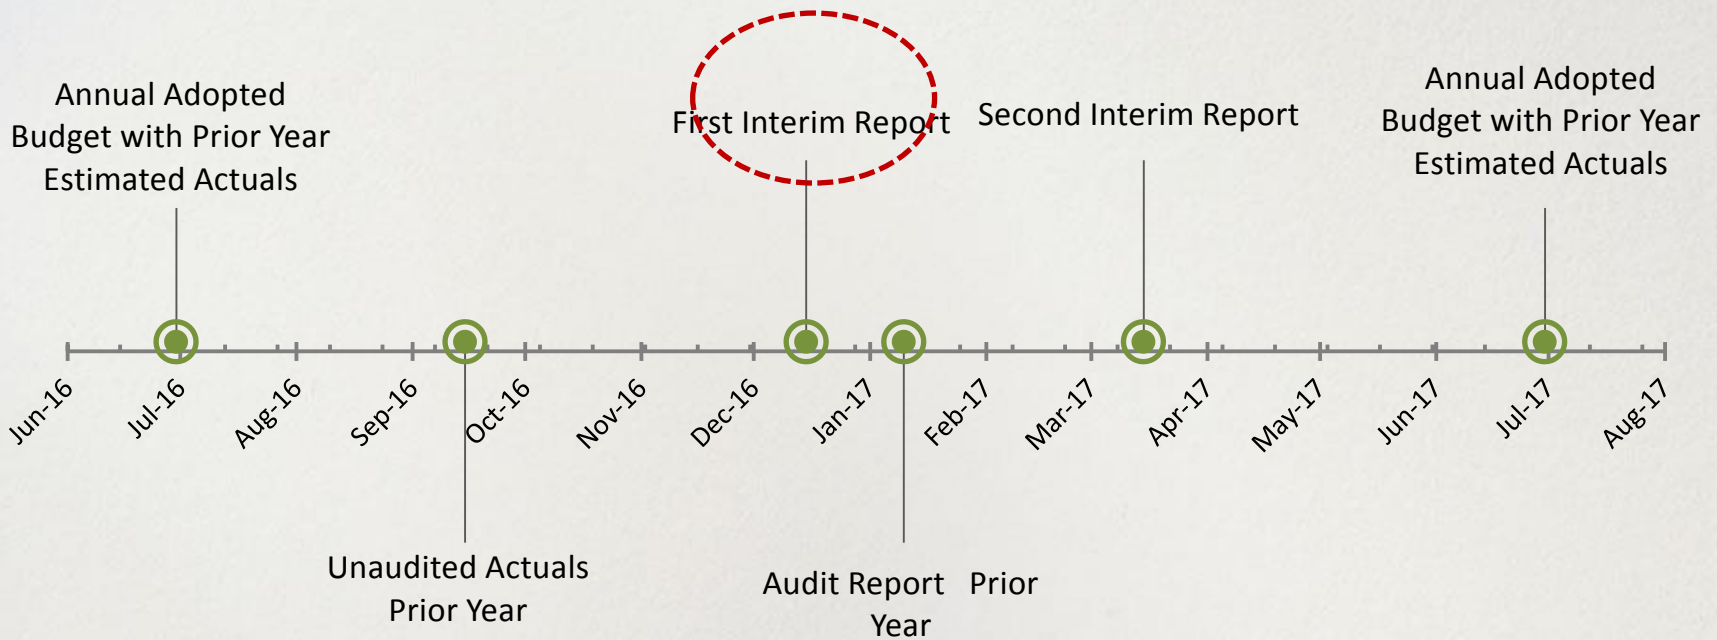 Annual Adopted
Budget with Prior Year
Estimated Actuals
First Interim Report
Second Interim Report
Annual Adopted
Budget with Prior Year
Estimated Actuals
Jun-16
Jul-16
Aug-16
Sep-16
Oct-16
Nov-16
Dec-16
Jan-17
Feb-17
Mar-17
Apr-17
May-17
Jun-17
Jul-17
Aug-17
Unaudited Actuals
Prior Year
Audit Report Prior
Year